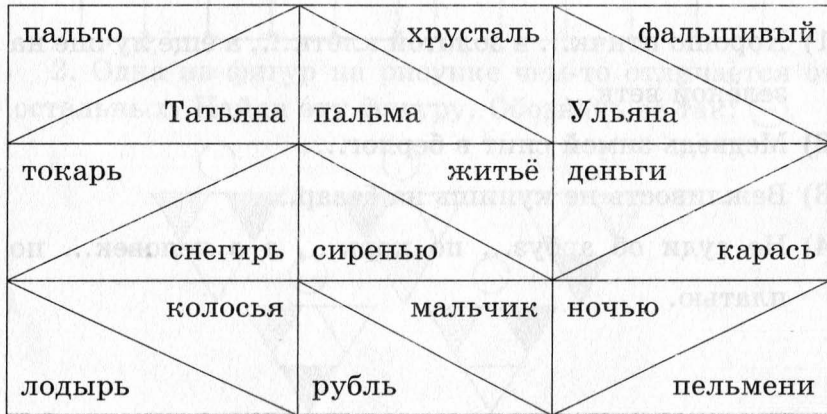 пальто хрусталь фальшивый
Татьяна пальма Ульяна
токарь житьё деньги
снегирь сиренью карась
колосья мальчик ночью
лодырь рубль пельмени